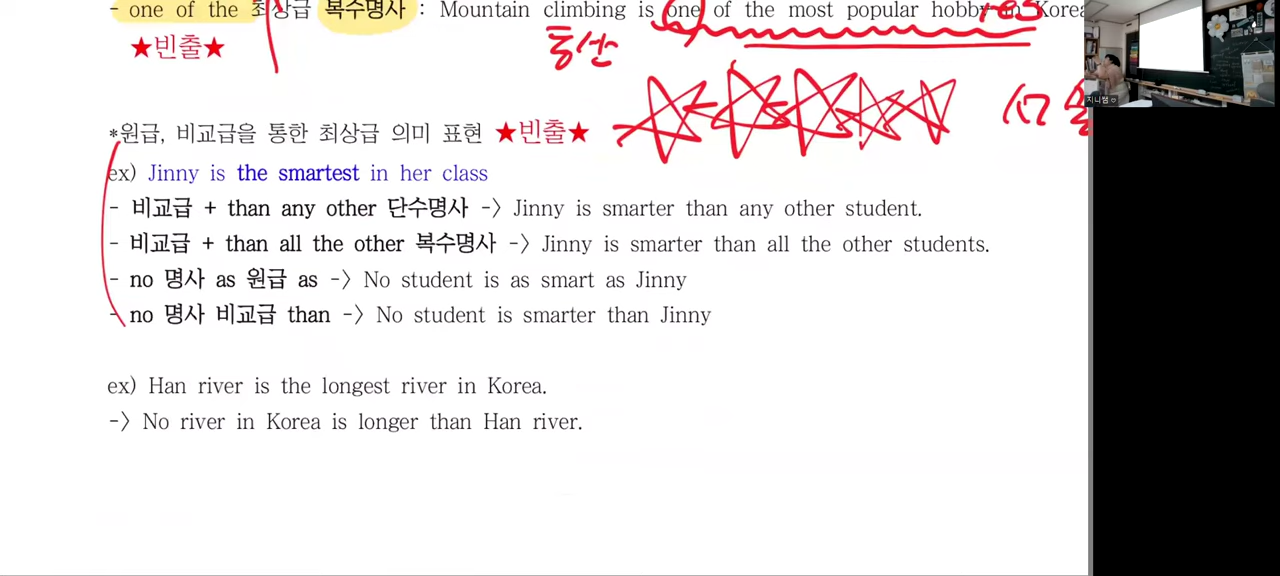 - one of the 최상급 복수명사 : Mountain climbing is one of the most popular hobb in Korea
★빈출★
등산
*원급, 비교급을 통한 최상급 의미 표현 ★빈출★
ex) Jinny is the smartest in her class
- 비교급 + than any other 단수명사 -> Jinny is smarter than any other student.
- 비교급 + than all the other 복수명사 -> Jinny is smarter than all the other students.
- no 명사 as 원급 as -> No student is as smart as Jinny
- no 명사 비교급 than -> No student is smarter than Jinny
ex) Han river is the longest river in Korea.
-> No river in Korea is longer than Han river.
지니쌤